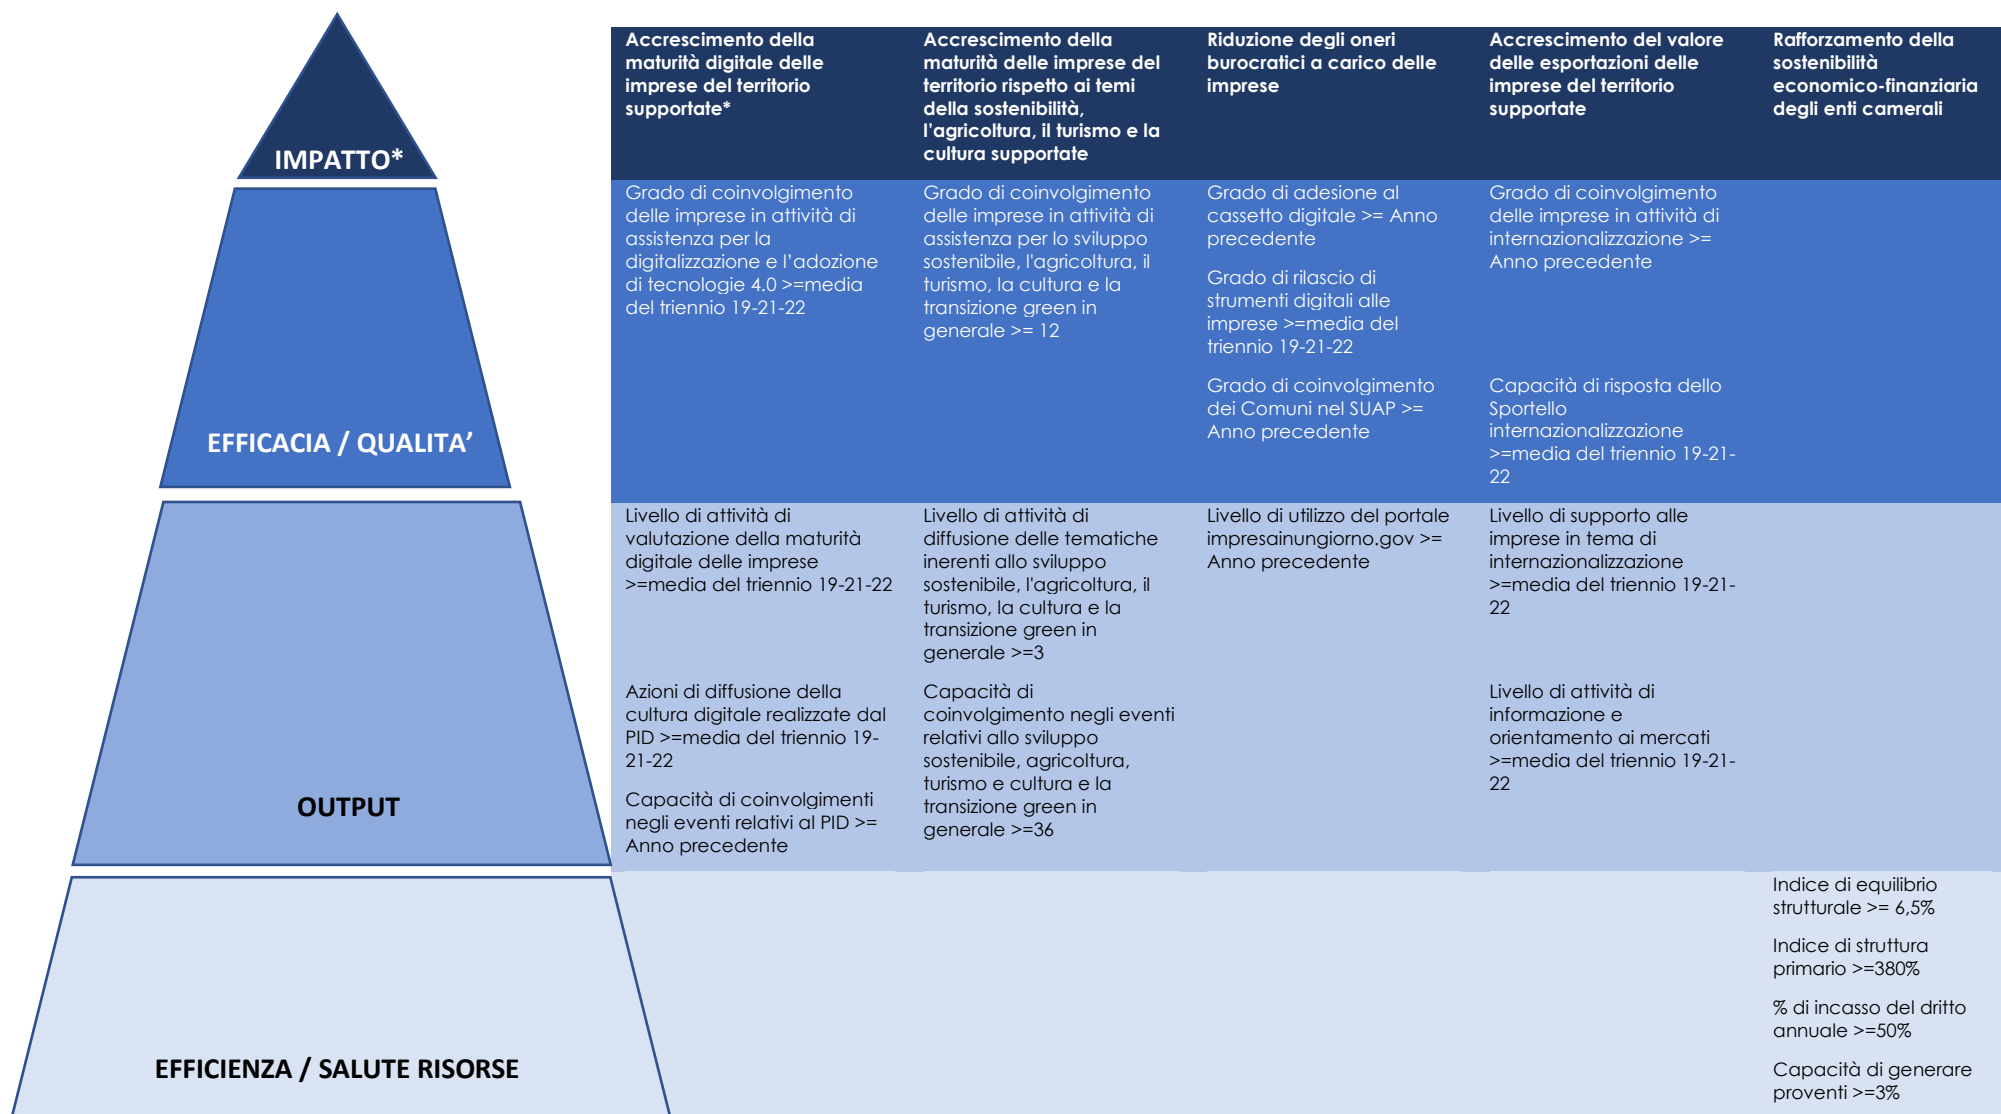 IMPATTO*
Accrescimento della
maturità digitale delle
imprese del territorio
supportate*
Accrescimento della
maturità delle imprese del
territorio rispetto ai temi
della sostenibilità,
l’agricoltura, il turismo e la
cultura supportate
Riduzione degli oneri
burocratici a carico delle
imprese
Accrescimento del valore
delle esportazioni delle
imprese del territorio
supportate
Rafforzamento della
sostenibilità
economico-finanziaria
degli enti camerali
EFFICACIA / QUALITA’
Grado di coinvolgimento
delle imprese in attività di
assistenza per la
digitalizzazione e l’adozione
di tecnologie 4.0 >=media
del triennio 19-21-22
Grado di coinvolgimento
delle imprese in attività di
assistenza per lo sviluppo
sostenibile, l'agricoltura, il
turismo, la cultura e la
transizione green in
generale >= 12
Grado di adesione al
cassetto digitale >= Anno
precedente
Grado di rilascio di
strumenti digitali alle
imprese >=media del
triennio 19-21-22
Grado di coinvolgimento
dei Comuni nel SUAP >=
Anno precedente
Grado di coinvolgimento
delle imprese in attività di
internazionalizzazione >=
Anno precedente
Capacità di risposta dello
Sportello
internazionalizzazione
>=media del triennio 19-21-
22
OUTPUT
Livello di attività di
valutazione della maturità
digitale delle imprese
>=media del triennio 19-21-22
Azioni di diffusione della
cultura digitale realizzate dal
PID >=media del triennio 19-
21-22
Capacità di coinvolgimenti
negli eventi relativi al PID >=
Anno precedente
Livello di attività di
diffusione delle tematiche
inerenti allo sviluppo
sostenibile, l'agricoltura, il
turismo, la cultura e la
transizione green in
generale >=3
Capacità di
coinvolgimento negli eventi
relativi allo sviluppo
sostenibile, agricoltura,
turismo e cultura e la
transizione green in
generale >=36
Livello di utilizzo del portale
impresainungiorno.gov >=
Anno precedente
Livello di supporto alle
imprese in tema di
internazionalizzazione
>=media del triennio 19-21-
22
Livello di attività di
informazione e
orientamento ai mercati
>=media del triennio 19-21-
22
EFFICIENZA / SALUTE RISORSE
Indice di equilibrio
strutturale >= 6,5%
Indice di struttura
primario >=380%
% di incasso del dritto
annuale >=50%
Capacità di generare
proventi >=3%